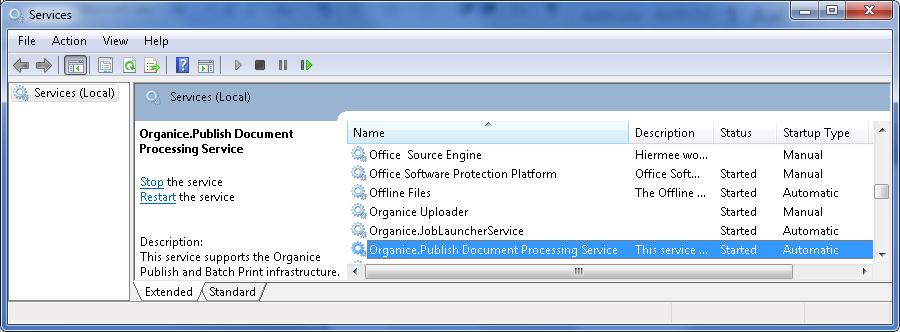 Services
File Action View Help
Services (Local)
Services (Local)
Organice.Publish Document
Processing Service
Stop the service
Restart the service
Description:
This service supports the Organice
Publish and Batch Print infrastructure.
Name Description Status Startup Type
Office  Source Engine Hiermee wo... Manual
Office Software Protection Platform Office Soft... Started Manual
Offline Files The Offline ... Started Automatic
Organice Uploader Started Manual
Organice.JobLauncherService Started Automatic
Organice.Publish Document Processing Service This service ... Started Automatic
Extended Standard